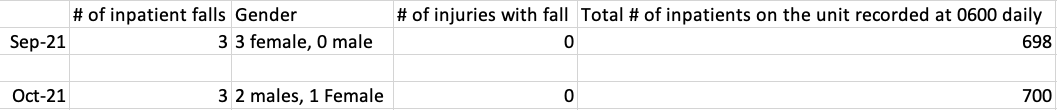 # of inpatient falls Gender # of injuries with fall Total # of inpatients on the unit recorded at 0600 daily
Sep-21 3 3 female, 0 male 0 698
Oct-21 3 2 males, 1 Female 0 700